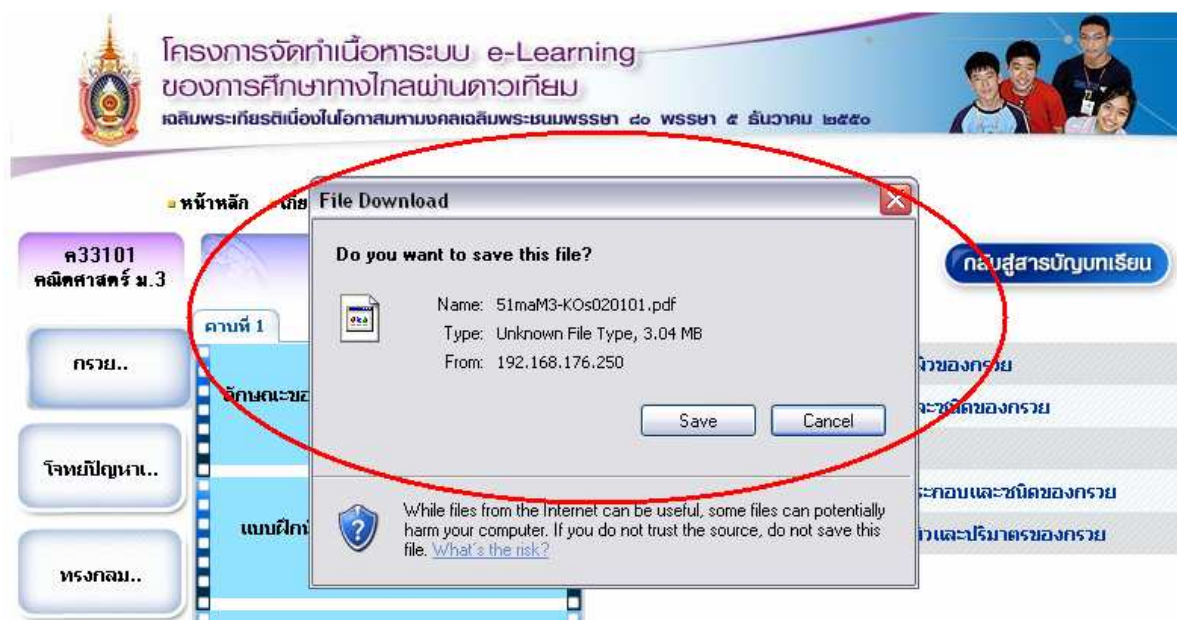 โครงการจัดทำเนื้อหาระบบ e-Learning
ของการศึกษาทางไกลผ่านดาวเทียม
เฉลิมพระเกียรติเนื่องในโอกาสมหามงคลเฉลิมพระชนมพรรษา ๘๐ พรรษา ๕ ธันวาคม ๒๕๕๐
หน้าหลัก
File Download
ค33101
คณิตศาสตร์ ม.3
กลับสู่สารบัญบทเรียน
Do you want to save this file?
Name: 51maM3-KOs020101.pdf
Type: Unknown File Type, 3.04 MB
From: 192.168.176.250
คาบที่ 1
กรวย..
ของกรวย
และชนิดของกรวย
Save
Cancel
โจทย์ปัญหาเ..
ระกอบและชนิดของกรวย
While files from the Internet can be useful, some files can potentially
harm your computer. If you do not trust the source, do not save this
file. What's the risk?
และปริมาตรของกรวย
ทรงกลม..